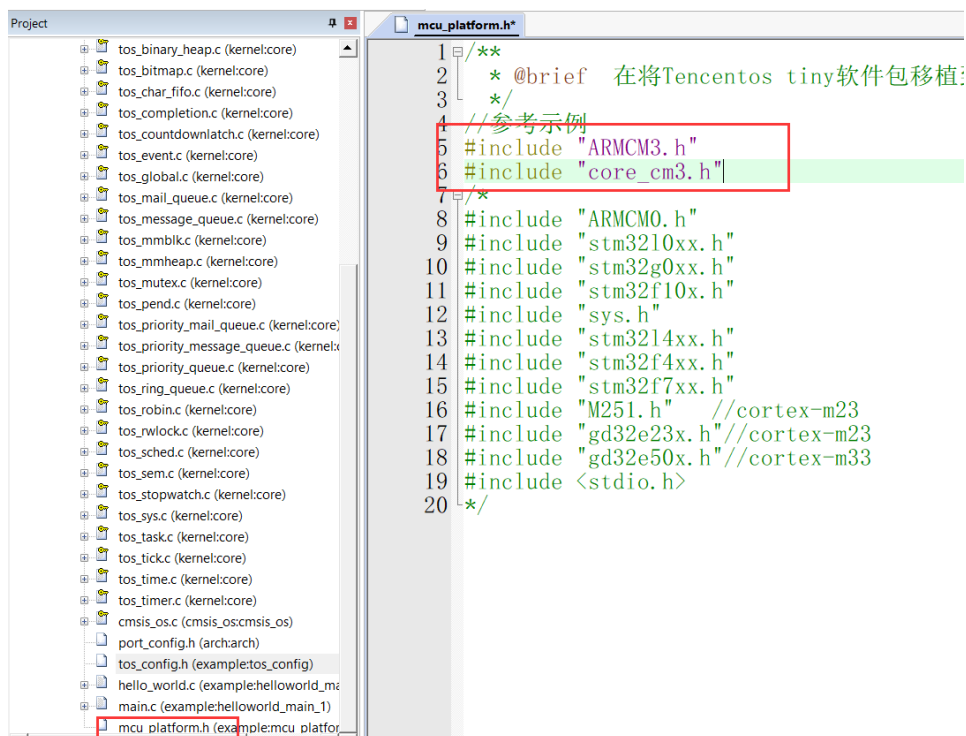 Project
tos_binary_heap.c (kernel:core)
tos_bitmap.c (kernel:core)
tos_char_fifo.c (kernel:core)
tos_completion.c (kernel:core)
tos_countdownlatch.c (kernel:core)
tos_event.c (kernel:core)
tos_global.c (kernel:core)
tos_mail_queue.c (kernel:core)
tos_message_queue.c (kernel:core)
tos_mmblk.c (kernel:core)
tos_mmheap.c (kernel:core)
tos_mutex.c (kernel:core)
tos_pend.c (kernel:core)
tos_priority_mail_queue.c (kernel:core)
tos_priority_message_queue.c (kernel:c
tos_priority_queue.c (kernel:core)
tos_ring_queue.c (kernel:core)
tos_robin.c (kernel:core)
tos_rwlock.c (kernel:core)
tos_sched.c (kernel:core)
tos_sem.c (kernel:core)
tos_stopwatch.c (kernel:core)
tos_sys.c (kernel:core)
tos_task.c (kernel:core)
tos_tick.c (kernel:core)
tos_time.c (kernel:core)
tos_timer.c (kernel:core)
cmsis_os.c (cmsis_os:cmsis_os)
port_config.h (arch:arch)
tos_config.h (example:tos_config)
hello_world.c (example:helloworld_ma
main.c (example:helloworld_main_1)
mcu_platform.h (example:mcu_platfor
mcu_platform.h*
1 /**
2 * @brief 在将Tencentos tiny软件包移植
3 */
4 //参考示例
5 #include "ARMCM3.h"
6 #include "core_cm3.h"
7 /*
8 #include "ARMCM0.h"
9 #include "stm32l0xx.h"
10 #include "stm32g0xx.h"
11 #include "stm32f10x.h"
12 #include "sys.h"
13 #include "stm32l4xx.h"
14 #include "stm32f4xx.h"
15 #include "stm32f7xx.h"
16 #include "M251.h" //cortex-m23
17 #include "gd32e23x.h"//cortex-m23
18 #include "gd32e50x.h"//cortex-m33
19 #include <stdio.h>
20 */